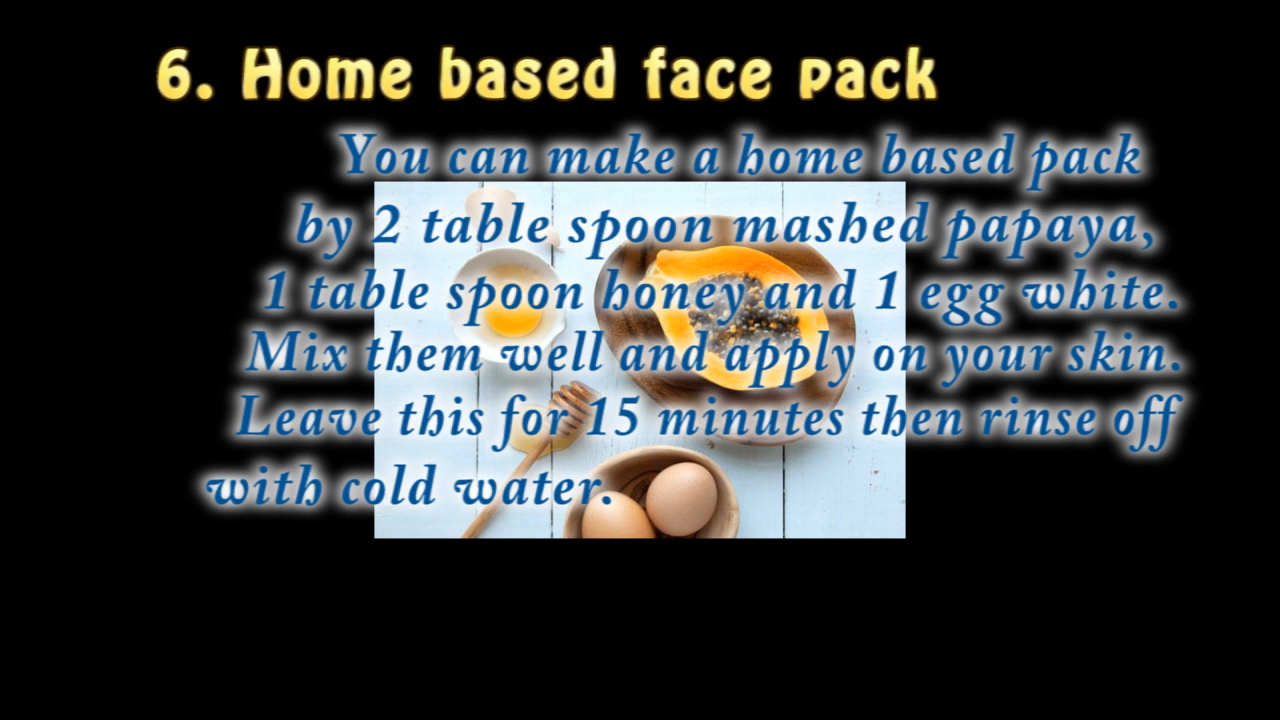 6. Home based face pack
You can make a home based pack
by 2 table spoon mashed papaya,
1 table spoon honey and 1 egg white.
Mix them well and apply on your skin.
Leave this for 15 minutes then rinse off
with cold water.